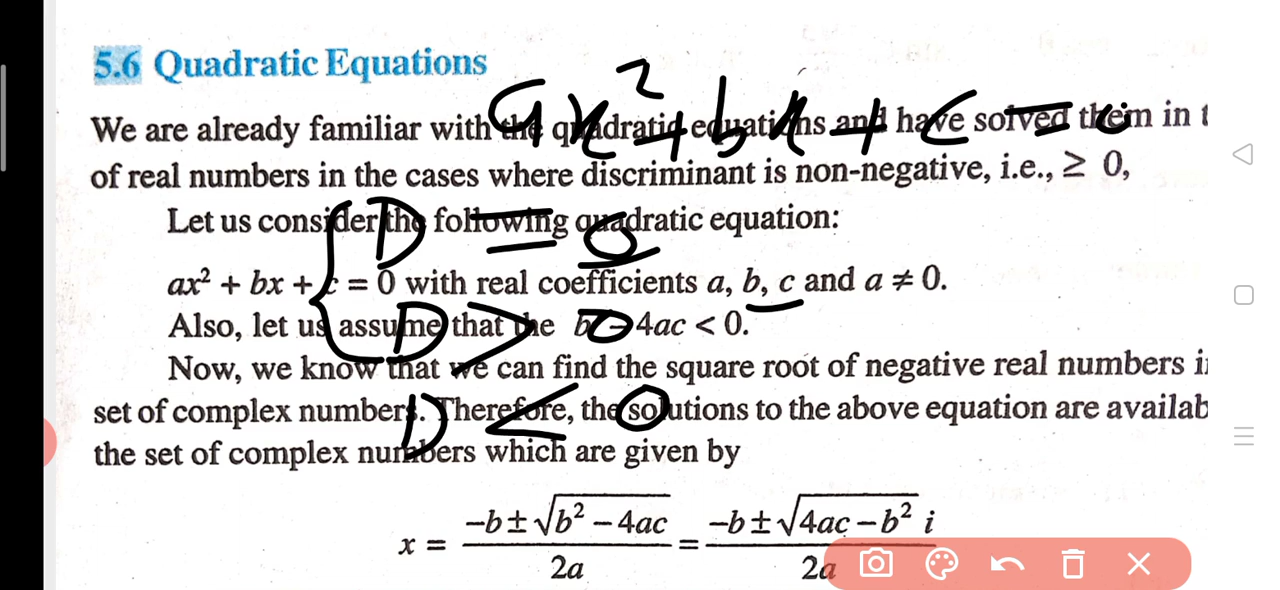 5.6 Quadratic Equations
ax² + bx + c = 0
We are already familiar with the quadratic equations and have solved them in t
of real numbers in the cases where discriminant is non-negative, i.e., ≥ 0,
D = 0
Let us consider the following quadratic equation:
ax² + bx + c = 0 with real coefficients a, b, c and a ≠ 0.
D > 0
Also, let us assume that the b² – 4ac < 0.
Now, we know that we can find the square root of negative real numbers i
D < 0
set of complex numbers. Therefore, the solutions to the above equation are availab
the set of complex numbers which are given by
x = (–b ± √(b² – 4ac))/2a = (–b ± √(4ac – b²) i)/2a